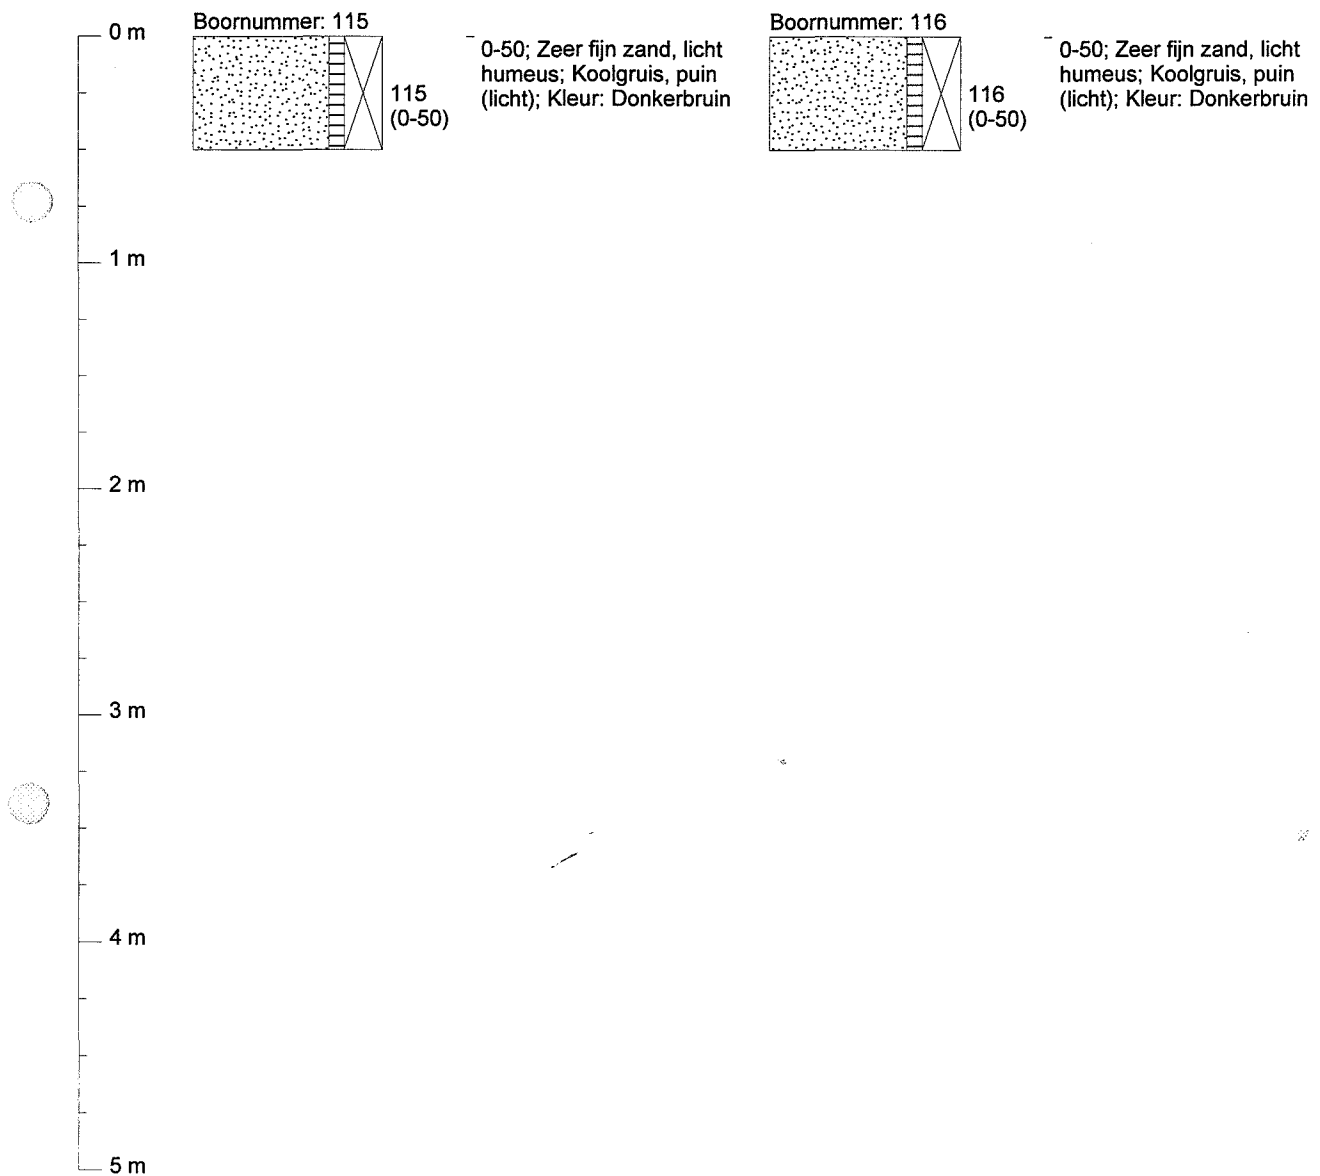 0 m
1 m
2 m
3 m
4 m
5 m
Boornummer: 115
115
(0-50)
0-50; Zeer fijn zand, licht
humeus; Koolgruis, puin
(licht); Kleur: Donkerbruin
Boornummer: 116
116
(0-50)
0-50; Zeer fijn zand, licht
humeus; Koolgruis, puin
(licht); Kleur: Donkerbruin